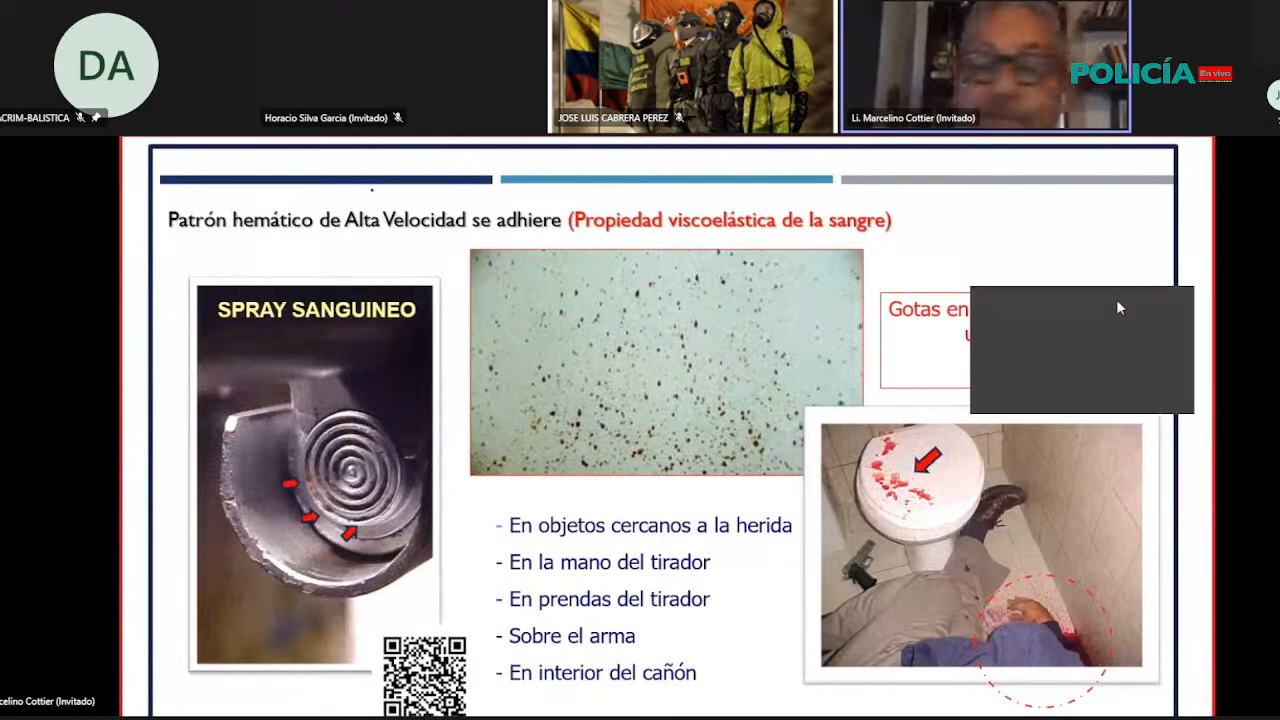 DA
ACRIM-BALISTICA
Horacio Silva Garcia (Invitado)
JOSE LUIS CABRERA PEREZ
Li. Marcelino Cottier (Invitado)
POLICÍA
En vivo
Patrón hemático de Alta Velocidad se adhiere (Propiedad viscoelástica de la sangre)
SPRAY SANGUINEO
Gotas en
- En objetos cercanos a la herida
- En la mano del tirador
- En prendas del tirador
- Sobre el arma
- En interior del cañón
celino Cottier (Invitado)